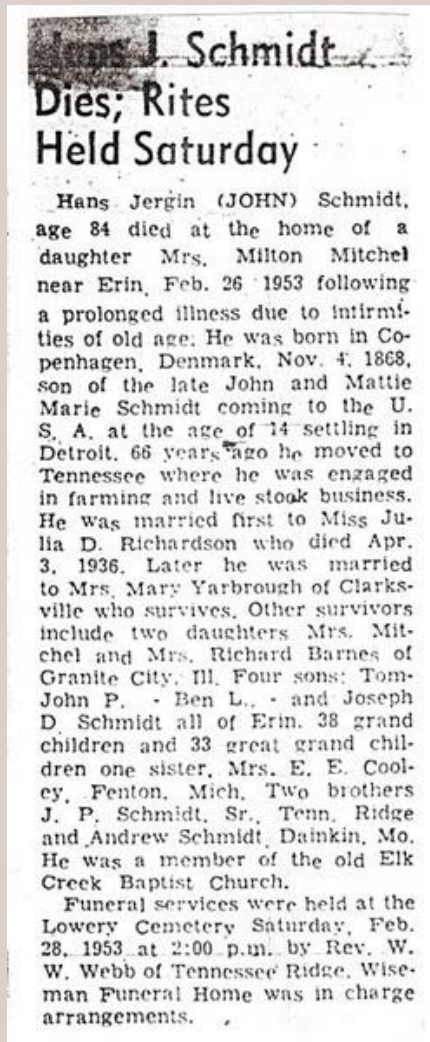 Hans J. Schmidt
Dies; Rites
Held Saturday
Hans Jergin (JOHN) Schmidt,
age 84 died at the home of a
daughter Mrs. Milton Mitchel
near Erin, Feb. 26 1953 following
a prolonged illness due to intirmi-
ties of old age. He was born in Co-
penhagen, Denmark, Nov. 4, 1868,
son of the late John and Mattie
Marie Schmidt coming to the U.
S. A. at the age of 14 settling in
Detroit. 66 years ago he moved to
Tennessee where he was engaged
in farming and live stook business.
He was married first to Miss Ju-
lia D. Richardson who died Apr.
3, 1936. Later he was married
to Mrs. Mary Yarbrough of Clarks-
ville who survives. Other survivors
include two daughters Mrs. Mit-
chel and Mrs. Richard Barnes of
Granite City, Ill. Four sons: Tom-
John P. - Ben L., - and Joseph
D. Schmidt all of Erin. 38 grand
children and 33 great grand chil-
dren one sister, Mrs. E. E. Cool-
ey, Fenton, Mich. Two brothers
J. P. Schmidt, Sr., Tenn. Ridge
and Andrew Schmidt, Dainkin, Mo.
He was a member of the old Elk
Creek Baptist Church.
Funeral services were held at the
Lowery Cemetery Saturday, Feb.
28, 1953 at 2:00 p.m. by Rev. W.
W. Webb of Tennessee Ridge. Wise-
man Funeral Home was in charge
arrangements.